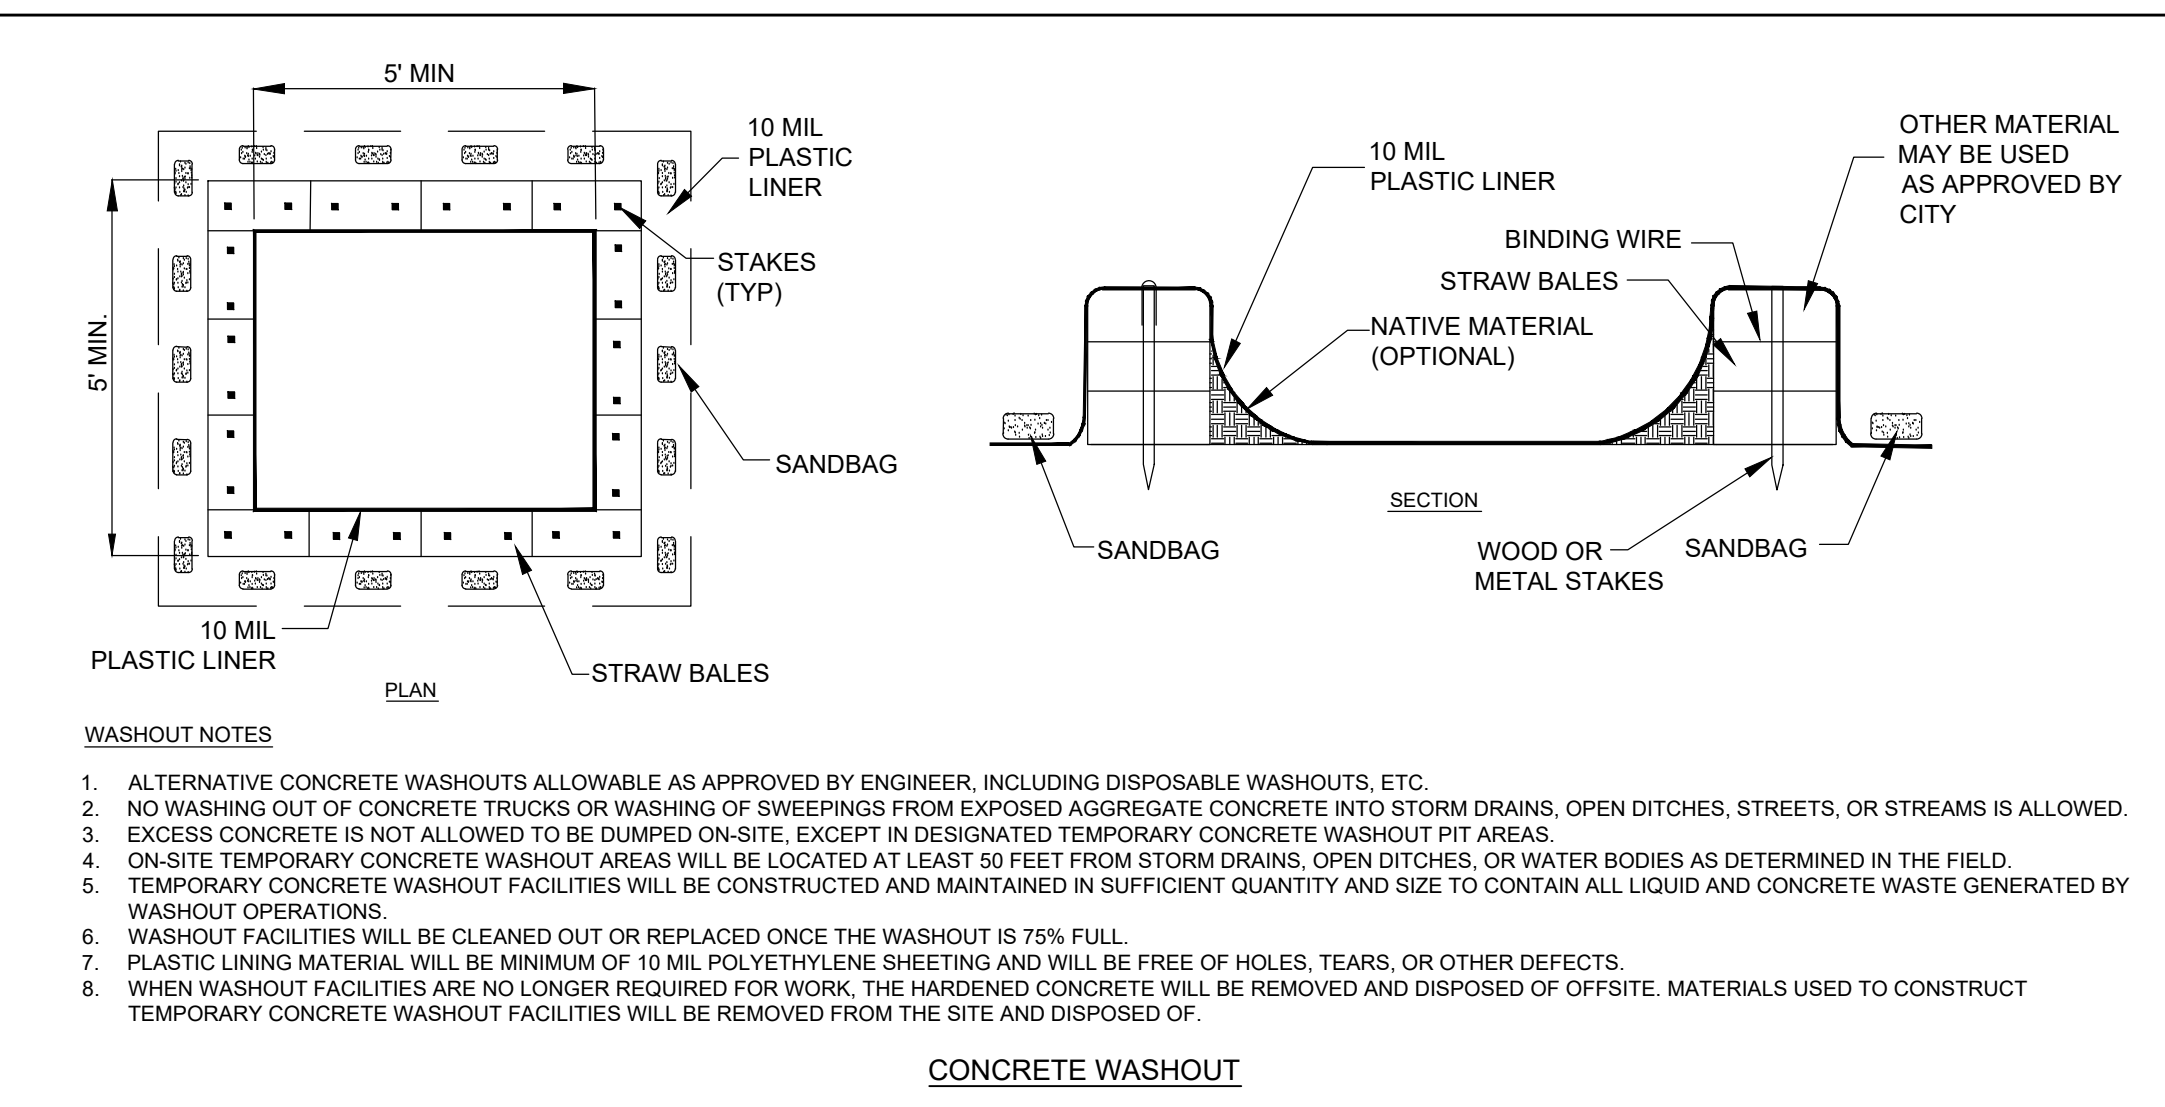 5' MIN
10 MIL
PLASTIC
LINER
STAKES
(TYP)
5' MIN.
SANDBAG
10 MIL
PLASTIC LINER
STRAW BALES
PLAN
10 MIL
PLASTIC LINER
OTHER MATERIAL
MAY BE USED
AS APPROVED BY
CITY
BINDING WIRE
STRAW BALES
NATIVE MATERIAL
(OPTIONAL)
SECTION
SANDBAG
WOOD OR
METAL STAKES
SANDBAG
WASHOUT NOTES
1. ALTERNATIVE CONCRETE WASHOUTS ALLOWABLE AS APPROVED BY ENGINEER, INCLUDING DISPOSABLE WASHOUTS, ETC.
2. NO WASHING OUT OF CONCRETE TRUCKS OR WASHING OF SWEEPINGS FROM EXPOSED AGGREGATE CONCRETE INTO STORM DRAINS, OPEN DITCHES, STREETS, OR STREAMS IS ALLOWED.
3. EXCESS CONCRETE IS NOT ALLOWED TO BE DUMPED ON-SITE, EXCEPT IN DESIGNATED TEMPORARY CONCRETE WASHOUT PIT AREAS.
4. ON-SITE TEMPORARY CONCRETE WASHOUT AREAS WILL BE LOCATED AT LEAST 50 FEET FROM STORM DRAINS, OPEN DITCHES, OR WATER BODIES AS DETERMINED IN THE FIELD.
5. TEMPORARY CONCRETE WASHOUT FACILITIES WILL BE CONSTRUCTED AND MAINTAINED IN SUFFICIENT QUANTITY AND SIZE TO CONTAIN ALL LIQUID AND CONCRETE WASTE GENERATED BY
WASHOUT OPERATIONS.
6. WASHOUT FACILITIES WILL BE CLEANED OUT OR REPLACED ONCE THE WASHOUT IS 75% FULL.
7. PLASTIC LINING MATERIAL WILL BE MINIMUM OF 10 MIL POLYETHYLENE SHEETING AND WILL BE FREE OF HOLES, TEARS, OR OTHER DEFECTS.
8. WHEN WASHOUT FACILITIES ARE NO LONGER REQUIRED FOR WORK, THE HARDENED CONCRETE WILL BE REMOVED AND DISPOSED OF OFFSITE. MATERIALS USED TO CONSTRUCT
TEMPORARY CONCRETE WASHOUT FACILITIES WILL BE REMOVED FROM THE SITE AND DISPOSED OF.
CONCRETE WASHOUT